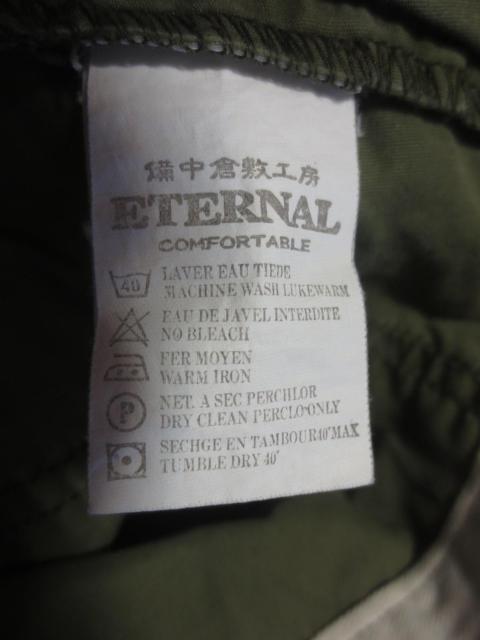 備中倉敷工房
ETERNAL
COMFORTABLE
40
LAVER EAU TIEDE
MACHINE WASH LUKEWARM
EAU DE JAVEL INTERDITE
NO BLEACH
FER MOYEN
WARM IRON
P
NET. A SEC PERCHLOR
DRY CLEAN PERCLO·ONLY
SECHGE EN TAMBOUR40°MAX
TUMBLE DRY 40°